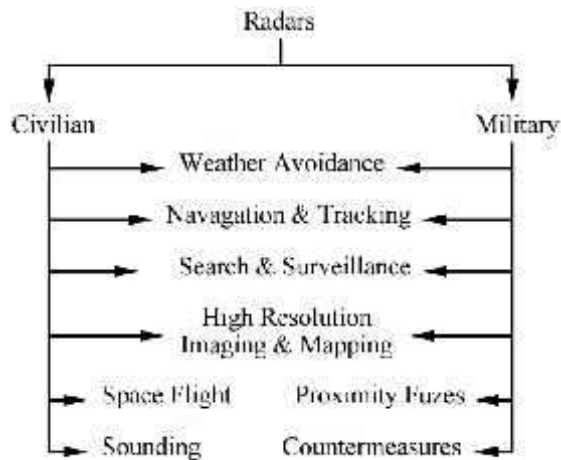 Radars
Civilian
Military
Weather Avoidance
Navagation & Tracking
Search & Surveillance
High Resolution
Imaging & Mapping
Space Flight
Proximity Fuzes
Sounding
Countermeasures